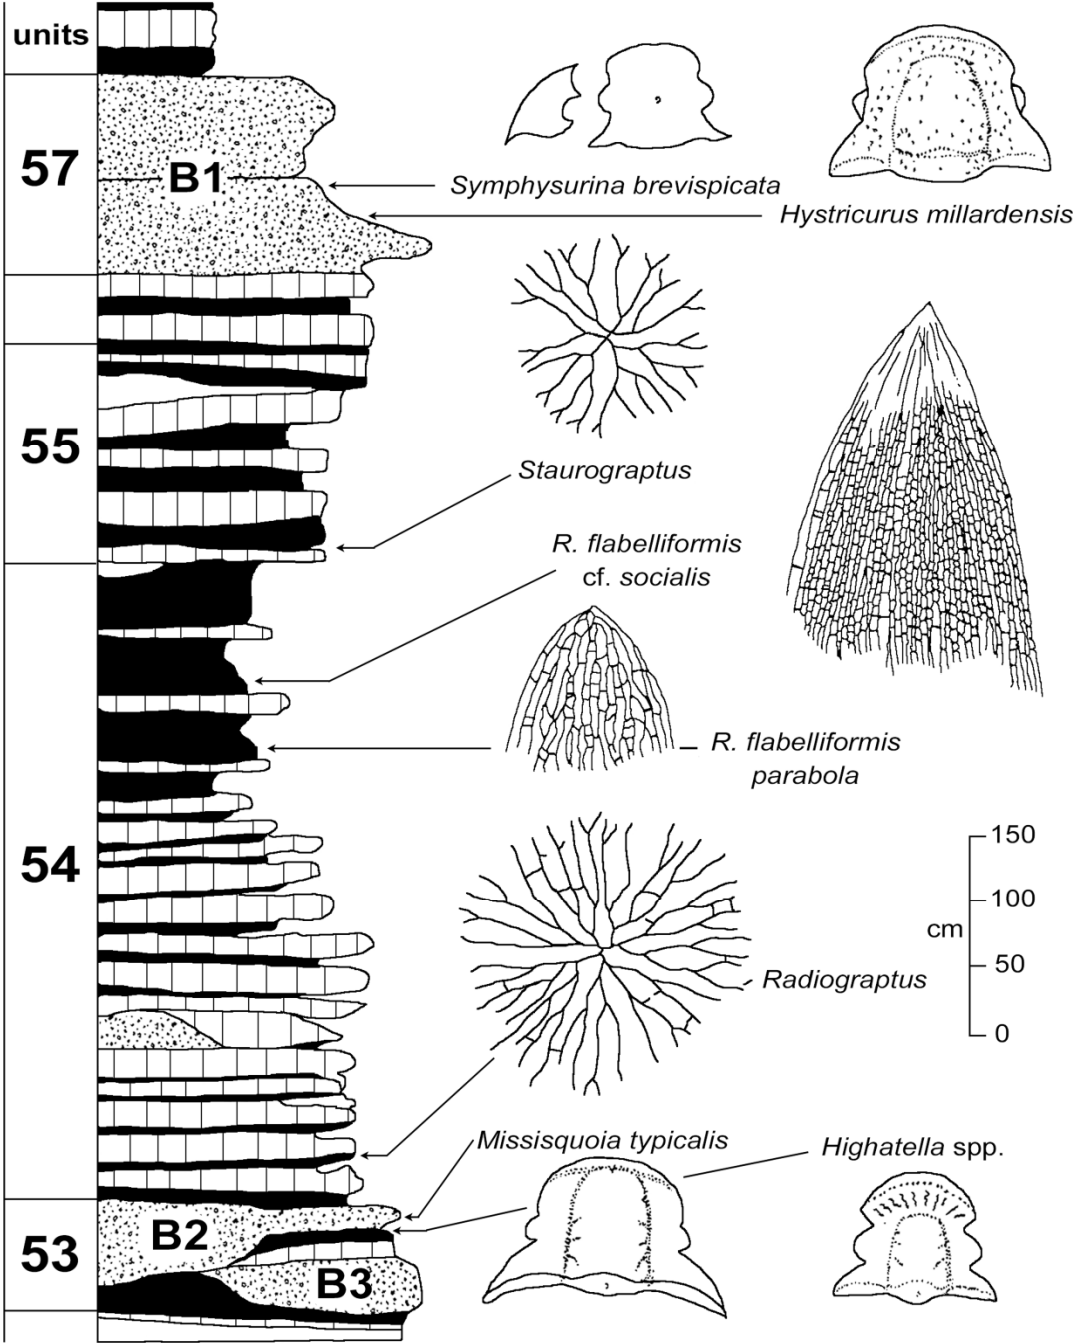 units
57
B1
Symphysurina brevispicata
Hystricurus millardensis
55
Staurograptus
R. flabelliformis
cf. socialis
R. flabelliformis
parabola
54
150
100
cm
50
0
Radiograptus
Missisquoia typicalis
Highatella spp.
53
B2
B3